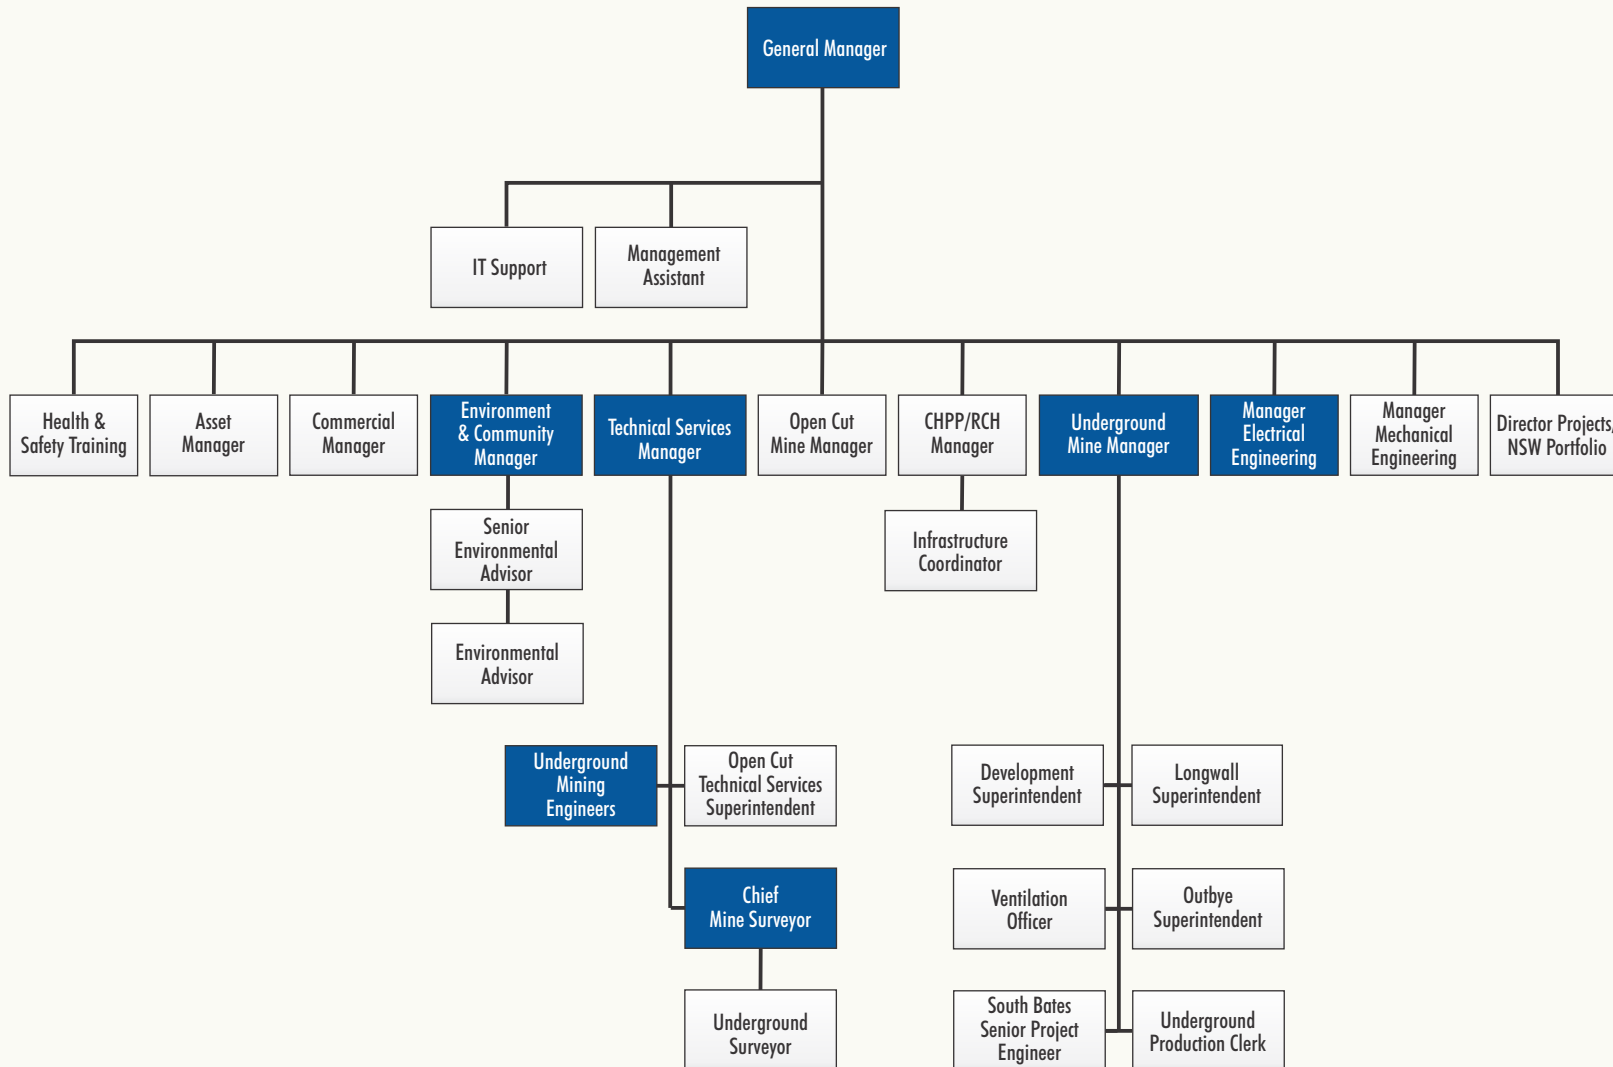 General Manager
IT Support
Management
Assistant
Health &
Safety Training
Asset
Manager
Commercial
Manager
Environment
& Community
Manager
Technical Services
Manager
Open Cut
Mine Manager
CHPP/RCH
Manager
Underground
Mine Manager
Manager
Electrical
Engineering
Manager
Mechanical
Engineering
Director Projects,
NSW Portfolio
Senior
Environmental
Advisor
Infrastructure
Coordinator
Environmental
Advisor
Underground
Mining
Engineers
Open Cut
Technical Services
Superintendent
Development
Superintendent
Longwall
Superintendent
Chief
Mine Surveyor
Ventilation
Officer
Outbye
Superintendent
Underground
Surveyor
South Bates
Senior Project
Engineer
Underground
Production Clerk